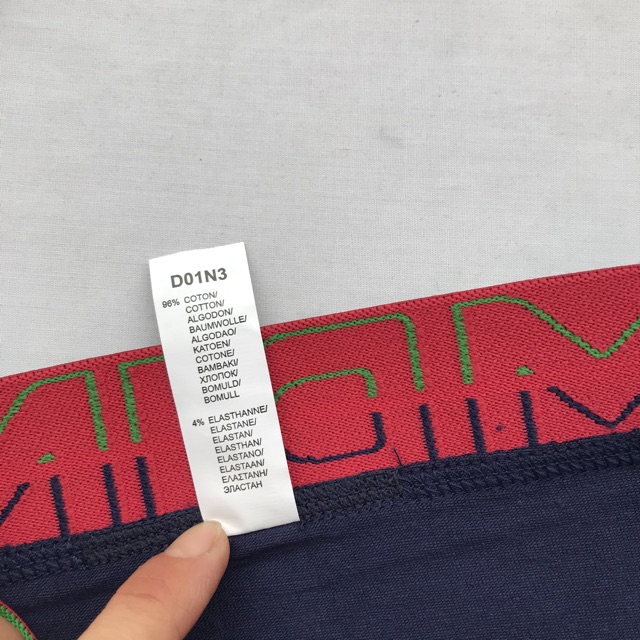 D01N3
96% COTON/
COTTON/
ALGODON/
BAUMWOLLE/
ALGODAO/
KATOEN/
COTONE/
ΒΑΜΒΑΚΙ/
ХЛОПОК/
BOMULD/
BOMULL
4% ELASTHANNE/
ELASTANE/
ELASTAN/
ELASTHAN/
ELASTANO/
ELASTAAN/
ΕΛΑΣΤΑΝΗ/
ЭЛАСТАН